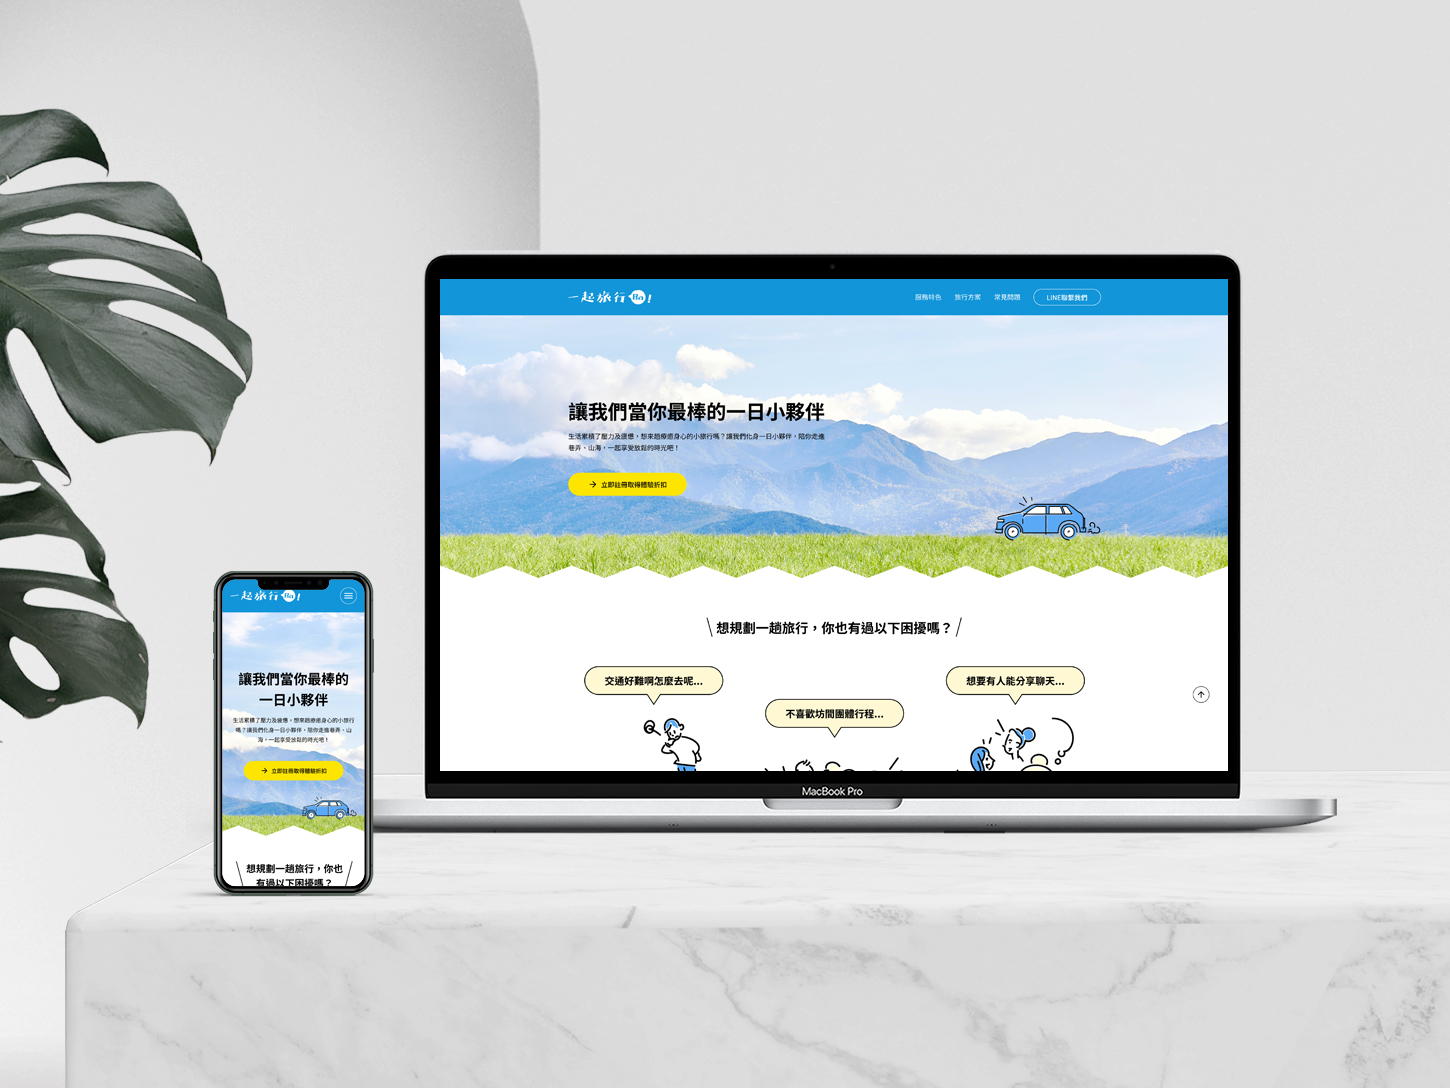 一起旅行Ba!
服務特色 旅行方案 常見問題 LINE聯繫我們
讓我們當你最棒的一日小夥伴
生活累積了壓力及疲憊，想來趟療癒身心的小旅行嗎？讓我們化身一日小夥伴，陪你走進
巷弄、山海，一起享受放鬆的時光吧！
→ 立即註冊取得體驗折扣
想規劃一趟旅行，你也有過以下困擾嗎？
交通好難啊怎麼去呢...
不喜歡坊間團體行程...
想要有人能分享聊天...
MacBook Pro
一起旅行Ba!
讓我們當你最棒的
一日小夥伴
生活累積了壓力及疲憊，想來趟療癒身心的小旅行
嗎？讓我們化身一日小夥伴，陪你走進巷弄、山
海，一起享受放鬆的時光吧！
→ 立即註冊取得體驗折扣
想規劃一趟旅行，你也
有過以下困擾嗎？